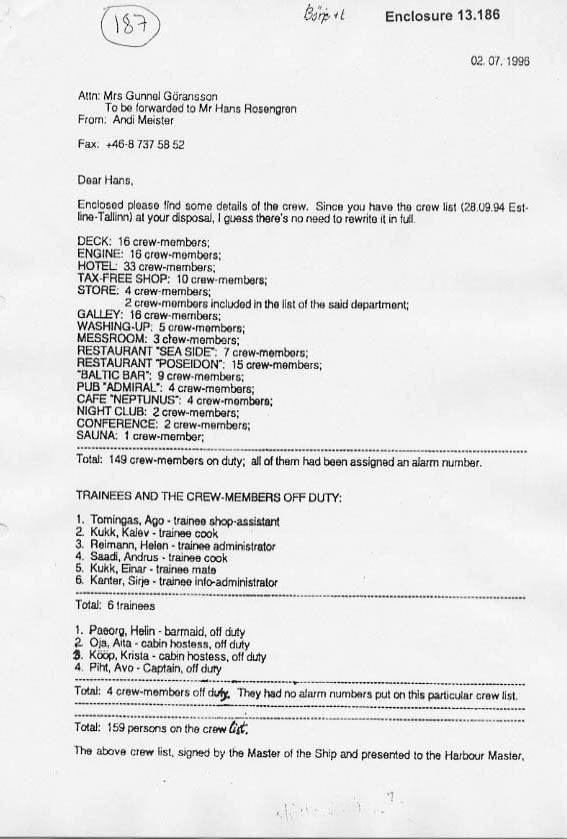 187
Enclosure 13.186
02. 07. 1996
Attn: Mrs Gunnel Göransson
To be forwarded to Mr Hans Rosengren
From: Andi Meister
Fax: +46-8 737 58 52
Dear Hans,
Enclosed please find some details of the crew. Since you have the crew list (28.09.94 Est-
line-Tallinn) at your disposal, I guess there's no need to rewrite it in full.
DECK: 16 crew-members;
ENGINE: 16 crew-members;
HOTEL: 33 crew-members;
TAX-FREE SHOP: 10 crew-members;
STORE: 4 crew-members;
2 crew-members included in the list of the said department;
GALLEY: 16 crew-members;
WASHING-UP: 5 crew-members;
MESSROOM: 3 crew-members;
RESTAURANT "SEA SIDE": 7 crew-members;
RESTAURANT "POSEIDON": 15 crew-members;
"BALTIC BAR": 9 crew-members;
PUB "ADMIRAL": 4 crew-members;
CAFE "NEPTUNUS": 4 crew-members;
NIGHT CLUB: 2 crew-members;
CONFERENCE: 2 crew-members;
SAUNA: 1 crew-member;
Total: 149 crew-members on duty; all of them had been assigned an alarm number.
TRAINEES AND THE CREW-MEMBERS OFF DUTY:
1. Tomingas, Ago - trainee shop-assistant
2. Kukk, Kalev - trainee cook
3. Reimann, Helen - trainee administrator
4. Saadi, Andrus - trainee cook
5. Kukk, Einar - trainee mate
6. Kanter, Sirje - trainee info-administrator
Total: 6 trainees
1. Paeorg, Helin - barmaid, off duty
2. Oja, Aita - cabin hostess, off duty
3. Kööp, Krista - cabin hostess, off duty
4. Piht, Avo - Captain, off duty
Total: 4 crew-members off duty. They had no alarm numbers put on this particular crew list.
Total: 159 persons on the crew list.
The above crew list, signed by the Master of the Ship and presented to the Harbour Master,